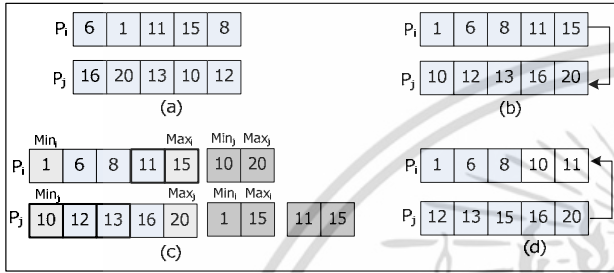 Pi 6 1 11 15 8
Pj 16 20 13 10 12
(a)
Pi 1 6 8 11 15
Pj 10 12 13 16 20
(b)
Mini Maxi Minj Maxj
Pi 1 6 8 11 15 10 20
Minj Maxj Mini Maxi
Pj 10 12 13 16 20 1 15 11 15
(c)
Pi 1 6 8 10 11
Pj 12 13 15 16 20
(d)